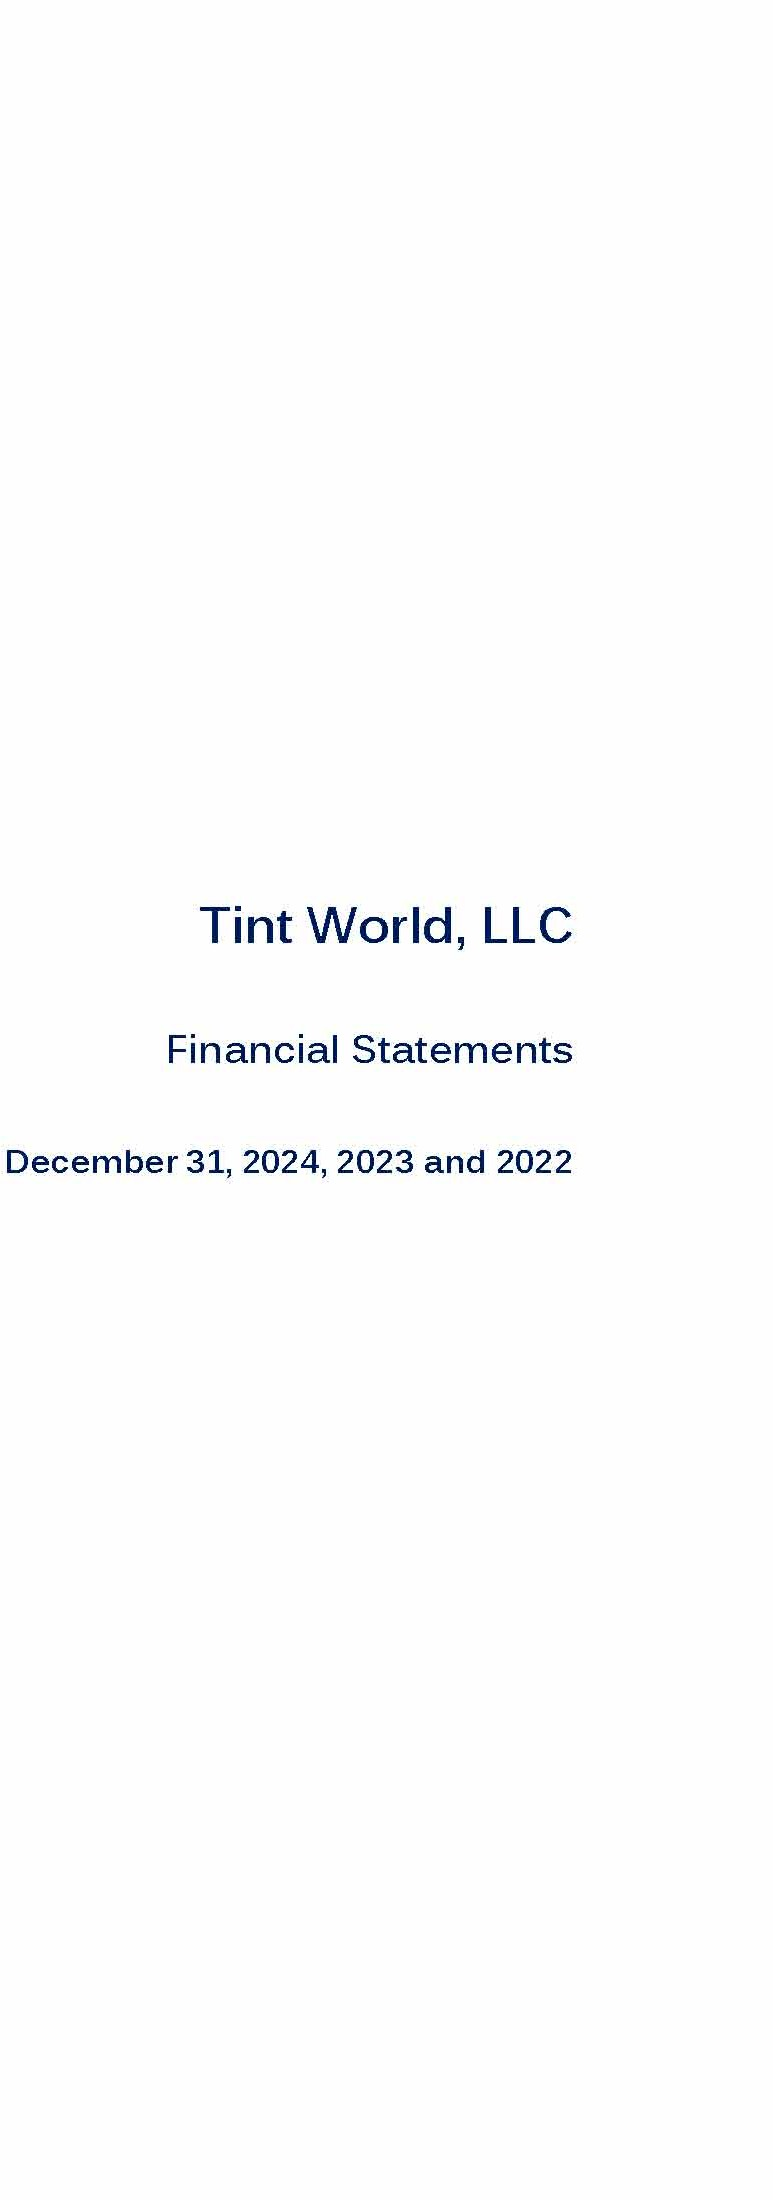 Tint World, LLC
Financial Statements
December 31, 2024, 2023 and 2022